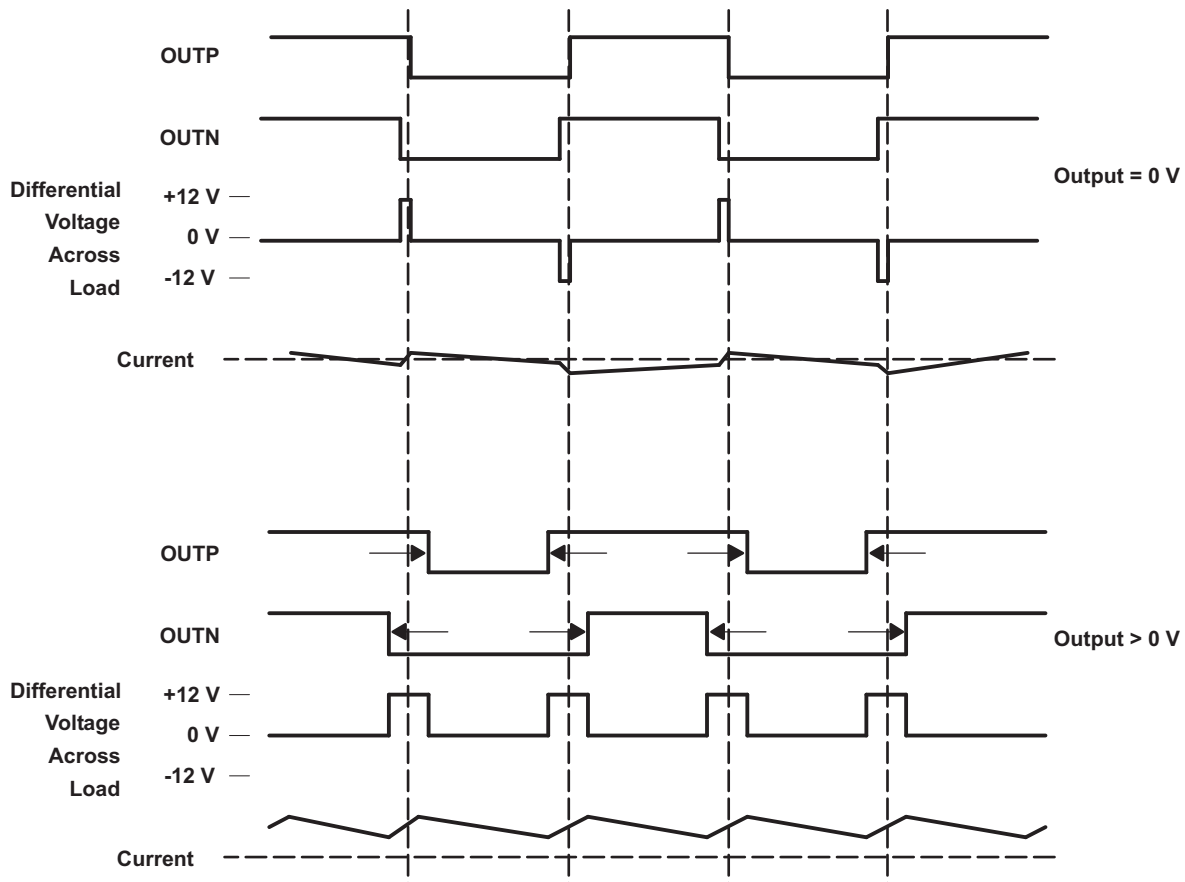 OUTP
OUTN
Output = 0 V
Differential
Voltage
Across
Load
+12 V
0 V
-12 V
Current
OUTP
OUTN
Output > 0 V
Differential
Voltage
Across
Load
+12 V
0 V
-12 V
Current